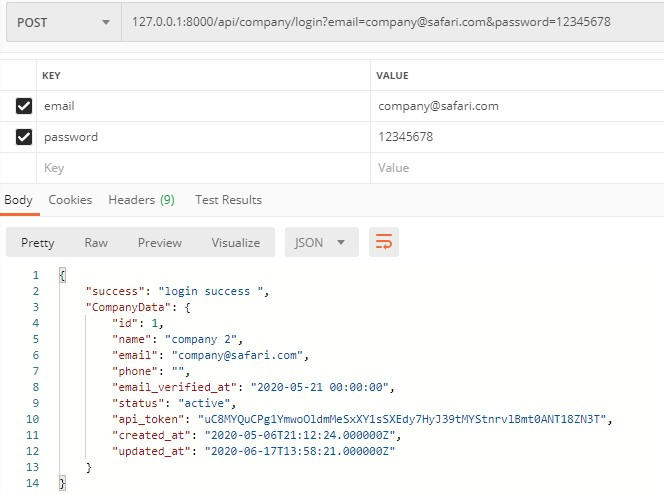 POST 127.0.0.1:8000/api/company/login?email=company@safari.com&password=12345678
KEY VALUE
email company@safari.com
password 12345678
Key Value
Body Cookies Headers (9) Test Results
Pretty Raw Preview Visualize JSON
1 {
2 "success": "login success ",
3 "CompanyData": {
4 "id": 1,
5 "name": "company 2",
6 "email": "company@safari.com",
7 "phone": "",
8 "email_verified_at": "2020-05-21 00:00:00",
9 "status": "active",
10 "api_token": "uC8MYQuCPg1YmwoOldmMeSxXY1sSXEdy7HyJ39tMYStnrvlBmt0ANT18ZN3T",
11 "created_at": "2020-05-06T21:12:24.000000Z",
12 "updated_at": "2020-06-17T13:58:21.000000Z"
13 }
14 }